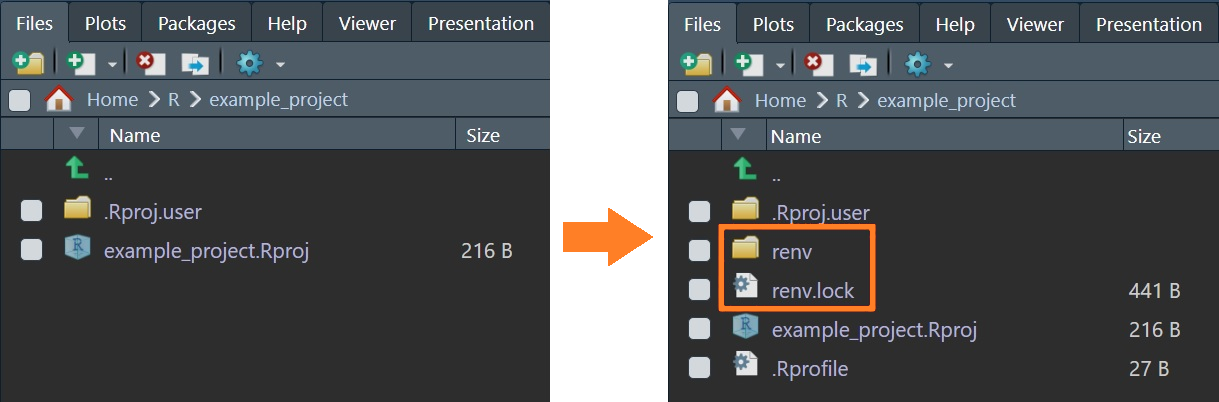 Files Plots Packages Help Viewer Presentation
Home R example_project
Name Size
..
.Rproj.user
example_project.Rproj 216 B
Files Plots Packages Help Viewer Presentation
Home R example_project
Name Size
..
.Rproj.user
renv
renv.lock 441 B
example_project.Rproj 216 B
.Rprofile 27 B